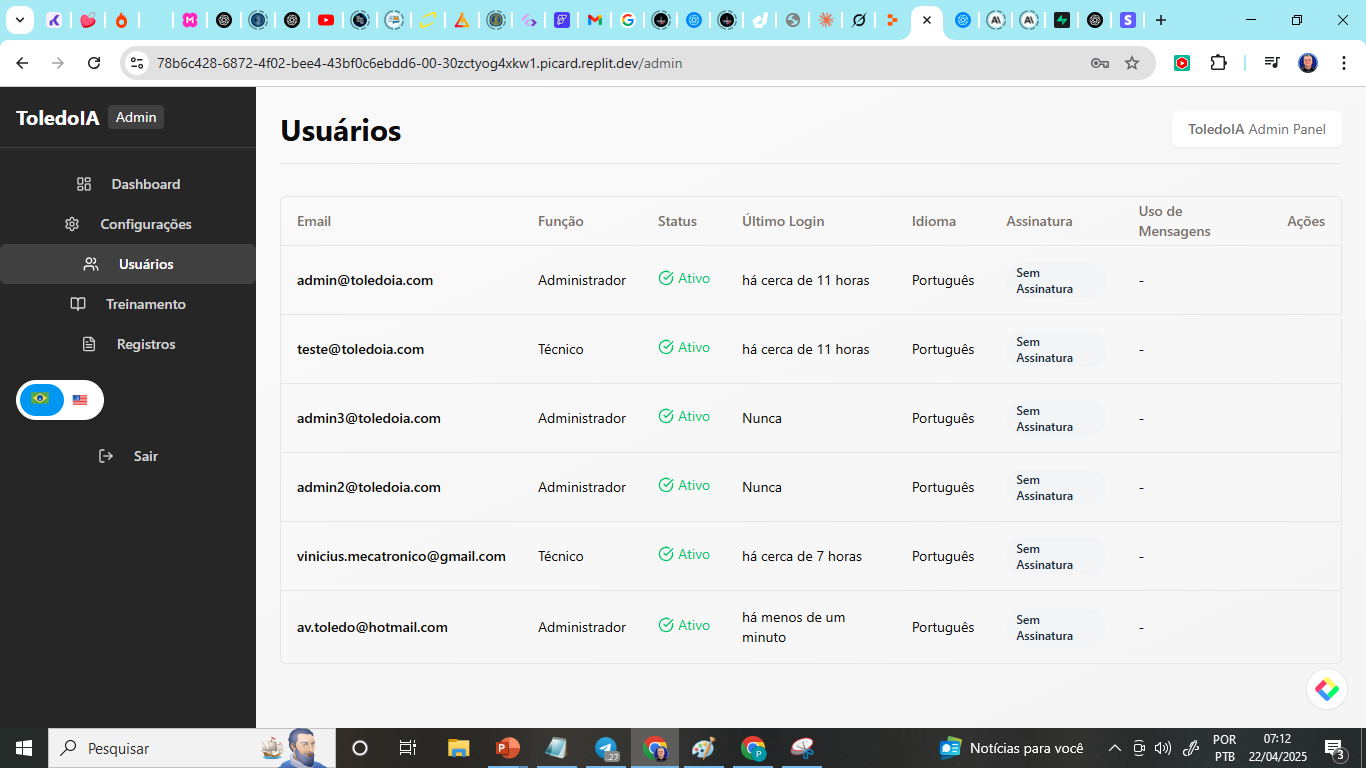 78b6c428-6872-4f02-bee4-43bf0c6ebdd6-00-30zctyog4xkw1.picard.replit.dev/admin
ToledoIA Admin
Dashboard
Configurações
Usuários
Treinamento
Registros
Sair
Usuários
ToledoIA Admin Panel
Email Função Status Último Login Idioma Assinatura Uso de Mensagens Ações
admin@toledoia.com Administrador Ativo há cerca de 11 horas Português Sem Assinatura -
teste@toledoia.com Técnico Ativo há cerca de 11 horas Português Sem Assinatura -
admin3@toledoia.com Administrador Ativo Nunca Português Sem Assinatura -
admin2@toledoia.com Administrador Ativo Nunca Português Sem Assinatura -
vinicius.mecatronico@gmail.com Técnico Ativo há cerca de 7 horas Português Sem Assinatura -
av.toledo@hotmail.com Administrador Ativo há menos de um minuto Português Sem Assinatura -
Pesquisar
27
Notícias para você
POR
PTB
07:12
22/04/2025
3